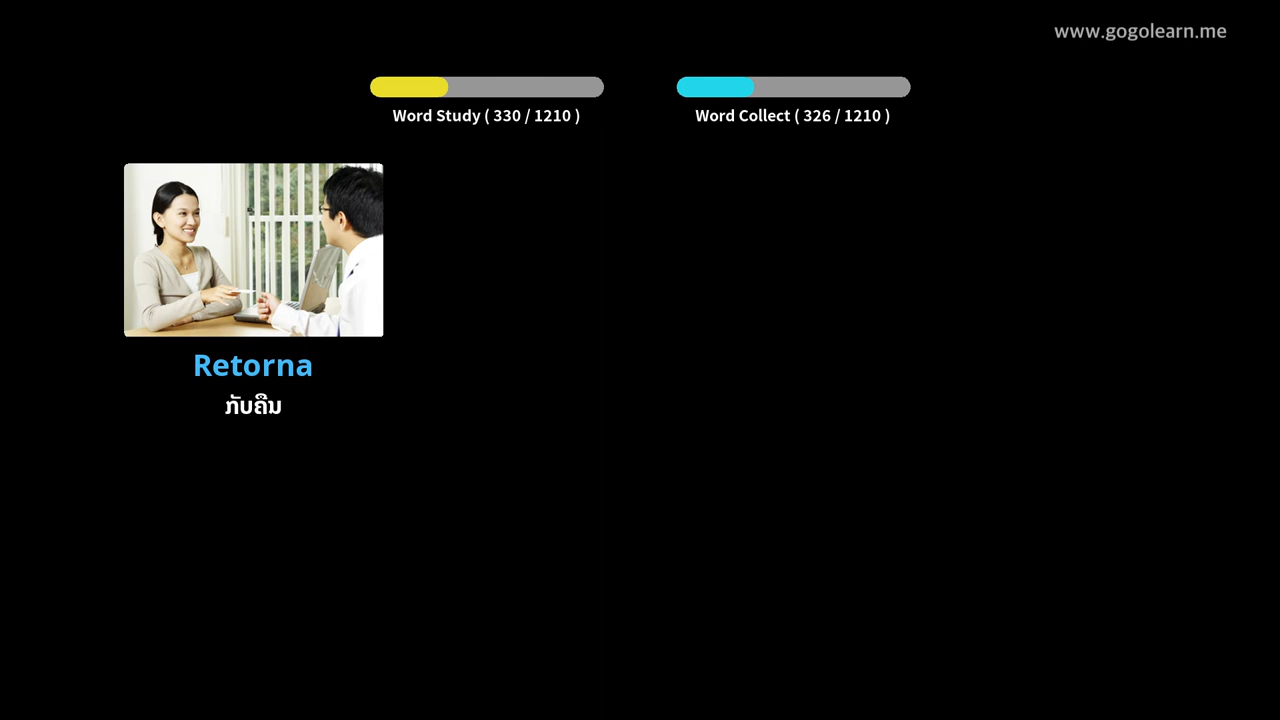 www.gogolearn.me
Word Study ( 330 / 1210 )
Word Collect ( 326 / 1210 )
Retorna
ກັບຄືນ